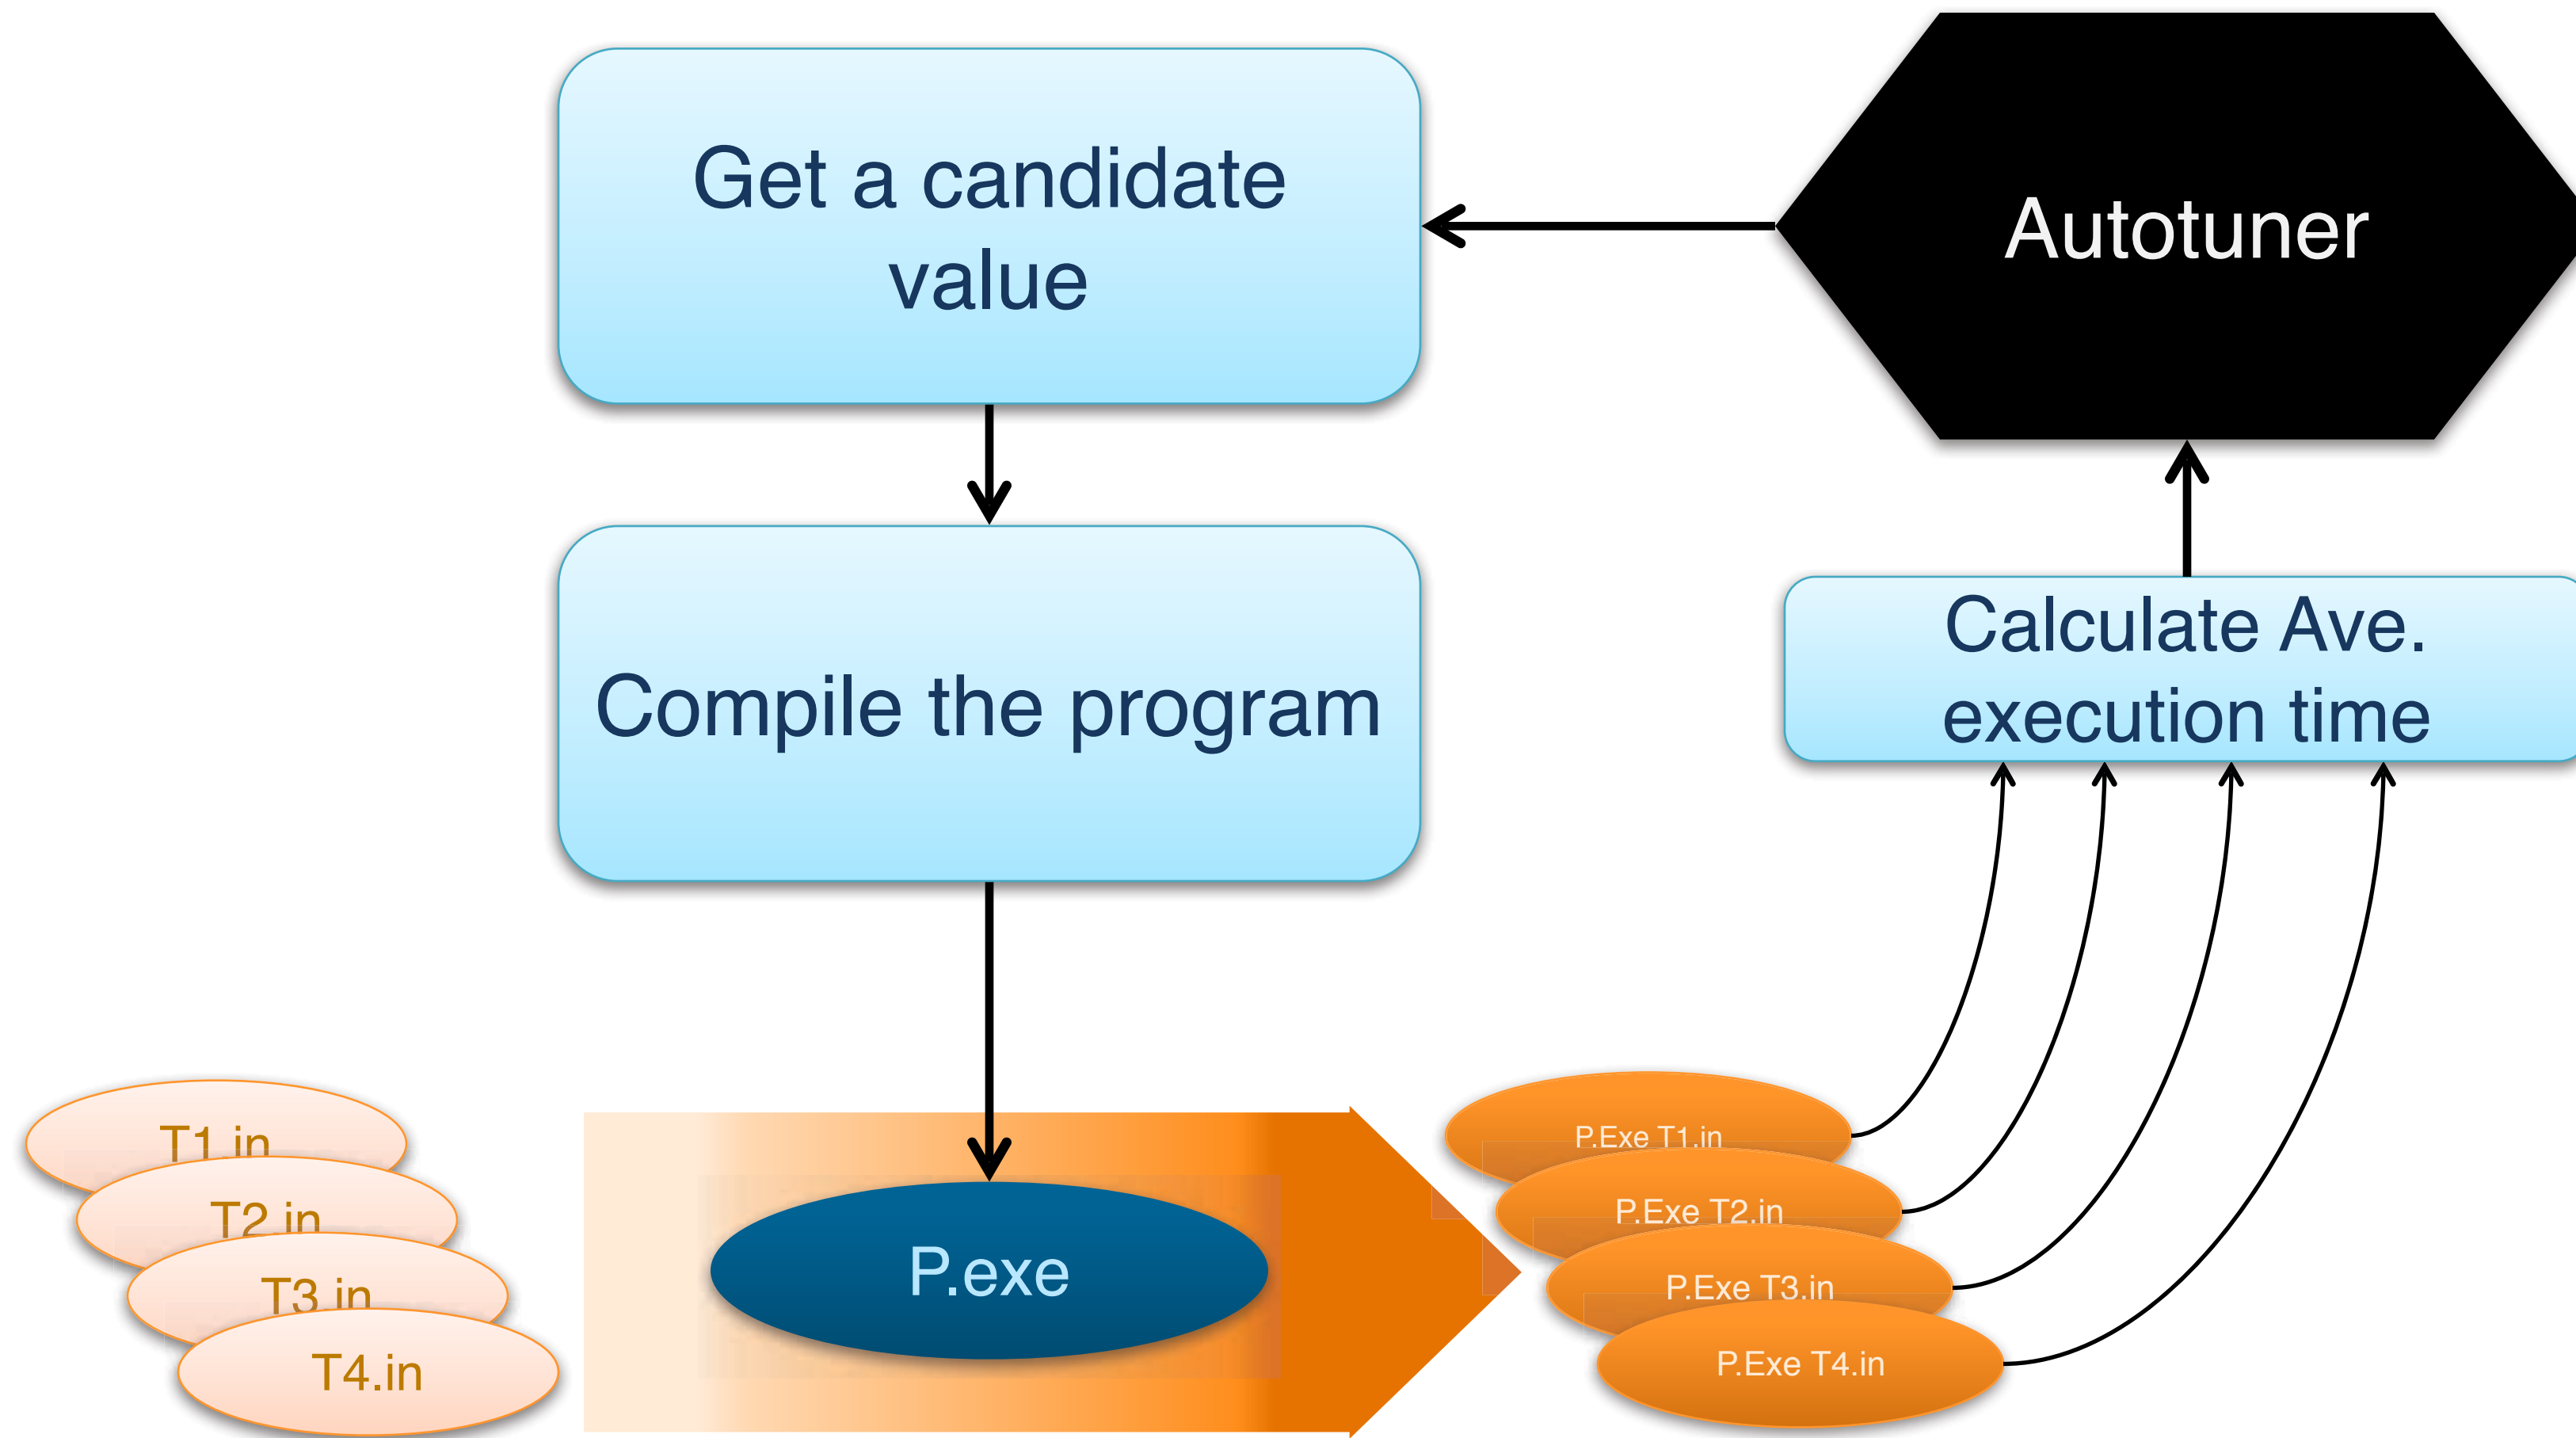 Get a candidate
value
Autotuner
Compile the program
Calculate Ave.
execution time
T1.in
T2.in
T3.in
T4.in
P.exe
P.Exe T1.in
P.Exe T2.in
P.Exe T3.in
P.Exe T4.in